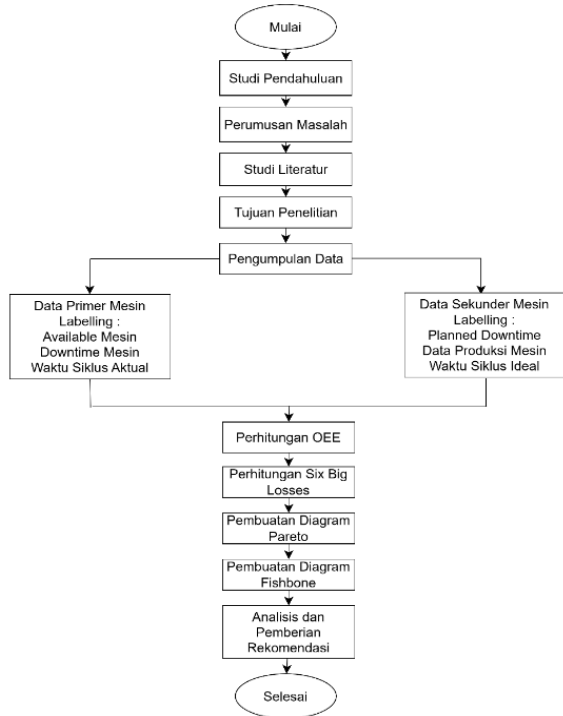 Mulai
Studi Pendahuluan
Perumusan Masalah
Studi Literatur
Tujuan Penelitian
Pengumpulan Data
Data Primer Mesin
Labelling :
Available Mesin
Downtime Mesin
Waktu Siklus Aktual
Data Sekunder Mesin
Labelling :
Planned Downtime
Data Produksi Mesin
Waktu Siklus Ideal
Perhitungan OEE
Perhitungan Six Big
Losses
Pembuatan Diagram
Pareto
Pembuatan Diagram
Fishbone
Analisis dan
Pemberian
Rekomendasi
Selesai